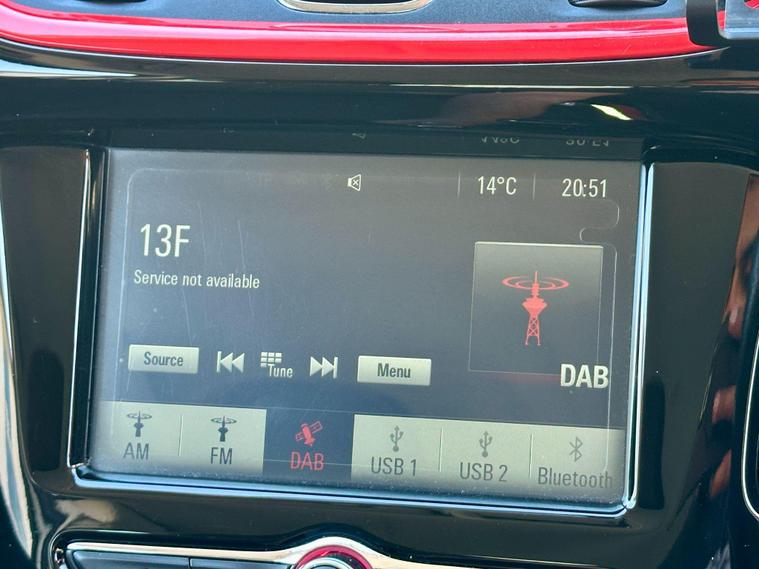 14°C 20:51
13F
Service not available
Source Tune Menu
DAB
AM FM DAB USB 1 USB 2 Bluetooth